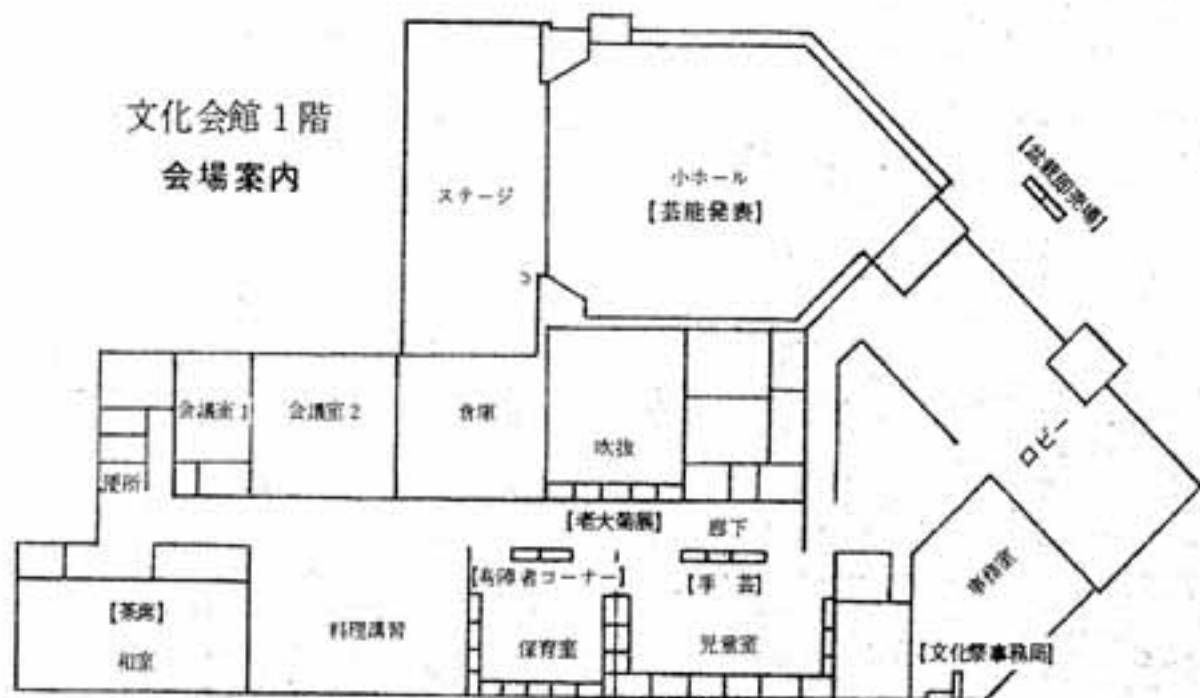 文化会館1階
会場案内
ステージ
小ホール
【芸能発表】
【盆栽即売場】
会議室1
会議室2
倉庫
吹抜
ロビー
便所
【老大菊展】
廊下
【高障者コーナー】
【手芸】
事務室
【茶席】
和室
料理講習
保育室
児童室
【文化祭事務局】